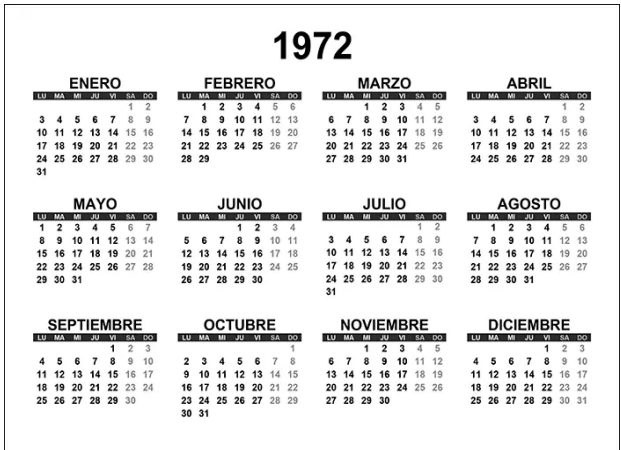 1972
ENERO
LU MA MI JU VI SA DO
1 2
3 4 5 6 7 8 9
10 11 12 13 14 15 16
17 18 19 20 21 22 23
24 25 26 27 28 29 30
31
FEBRERO
LU MA MI JU VI SA DO
1 2 3 4 5 6
7 8 9 10 11 12 13
14 15 16 17 18 19 20
21 22 23 24 25 26 27
28 29
MARZO
LU MA MI JU VI SA DO
1 2 3 4 5
6 7 8 9 10 11 12
13 14 15 16 17 18 19
20 21 22 23 24 25 26
27 28 29 30 31
ABRIL
LU MA MI JU VI SA DO
1 2
3 4 5 6 7 8 9
10 11 12 13 14 15 16
17 18 19 20 21 22 23
24 25 26 27 28 29 30
MAYO
LU MA MI JU VI SA DO
1 2 3 4 5 6 7
8 9 10 11 12 13 14
15 16 17 18 19 20 21
22 23 24 25 26 27 28
29 30 31
JUNIO
LU MA MI JU VI SA DO
1 2 3 4
5 6 7 8 9 10 11
12 13 14 15 16 17 18
19 20 21 22 23 24 25
26 27 28 29 30
JULIO
LU MA MI JU VI SA DO
1 2
3 4 5 6 7 8 9
10 11 12 13 14 15 16
17 18 19 20 21 22 23
24 25 26 27 28 29 30
31
AGOSTO
LU MA MI JU VI SA DO
1 2 3 4 5 6
7 8 9 10 11 12 13
14 15 16 17 18 19 20
21 22 23 24 25 26 27
28 29 30 31
SEPTIEMBRE
LU MA MI JU VI SA DO
1 2 3
4 5 6 7 8 9 10
11 12 13 14 15 16 17
18 19 20 21 22 23 24
25 26 27 28 29 30
OCTUBRE
LU MA MI JU VI SA DO
1
2 3 4 5 6 7 8
9 10 11 12 13 14 15
16 17 18 19 20 21 22
23 24 25 26 27 28 29
30 31
NOVIEMBRE
LU MA MI JU VI SA DO
1 2 3 4 5
6 7 8 9 10 11 12
13 14 15 16 17 18 19
20 21 22 23 24 25 26
27 28 29 30
DICIEMBRE
LU MA MI JU VI SA DO
1 2 3
4 5 6 7 8 9 10
11 12 13 14 15 16 17
18 19 20 21 22 23 24
25 26 27 28 29 30 31